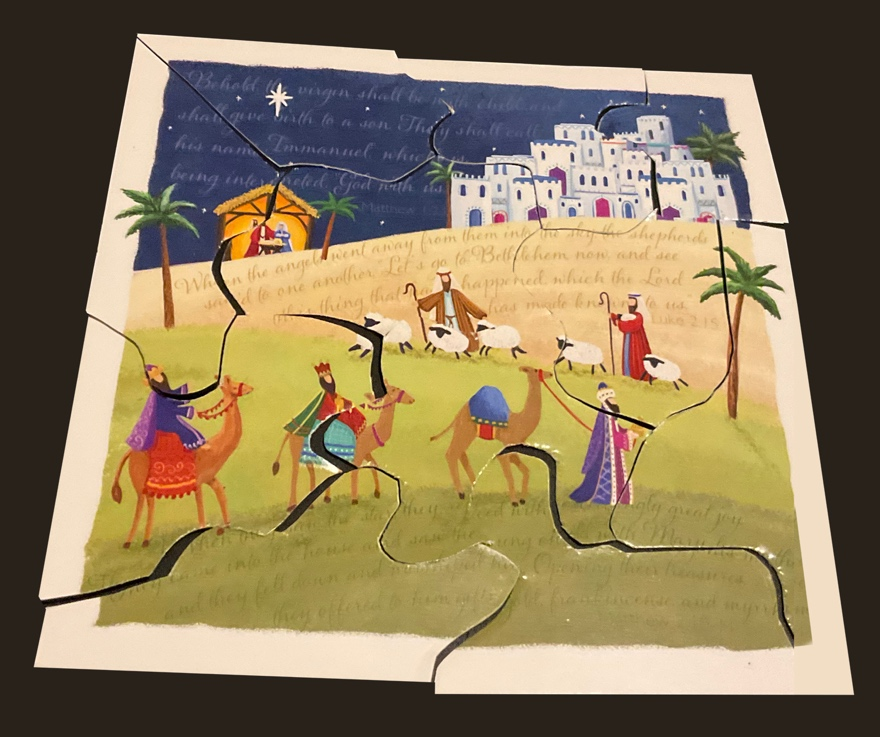 Behold the virgin shall be with child and
shall give birth to a son They shall call
his name Immanuel which
being interpreted God with us
Matthew 1:2
When the angels went away from them into the sky the shepherds
said to one another "Let's go to Bethlehem now and see
this thing that has happened which the Lord
has made known to us."
Luke 2:15
the star they with exceedingly great joy
They came into the house and saw the young child with Mary his
and they fell down and Opening their treasures
they offered to him gifts gold frankincense and myrrh